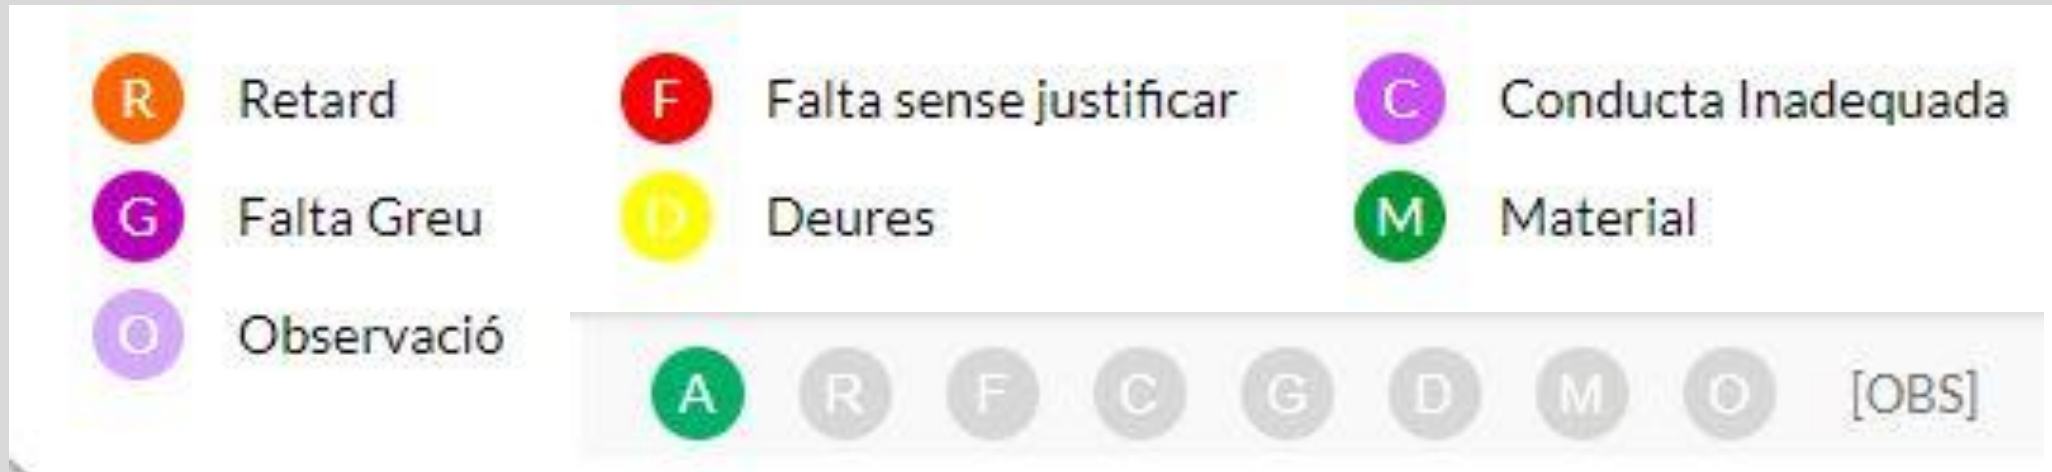 R Retard F Falta sense justificar C Conducta Inadequada
G Falta Greu D Deures M Material
O Observació
A R F C G D M O [OBS]